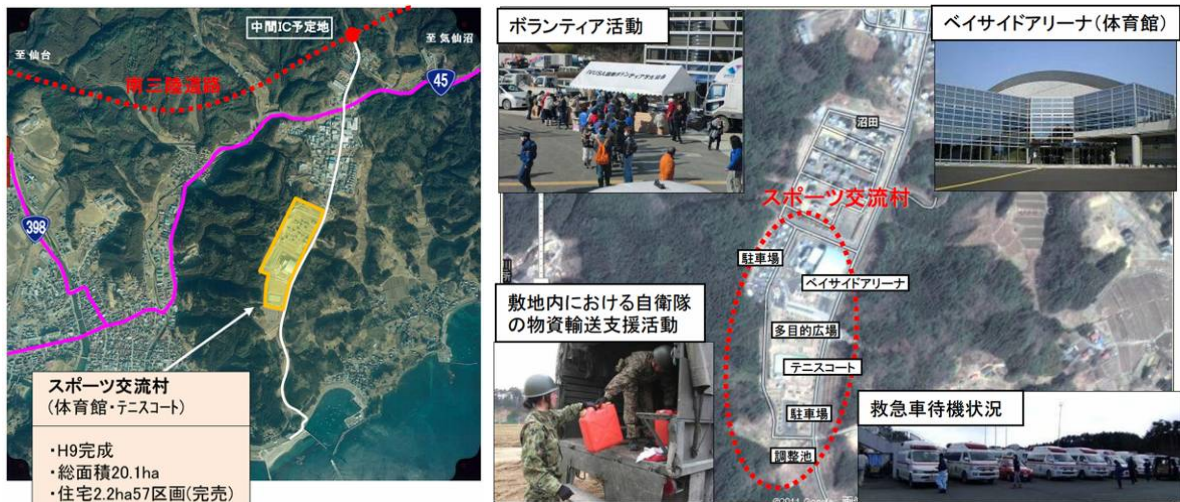 中間IC予定地
至 仙台
至 気仙沼
南三陸道路
45
398
スポーツ交流村
(体育館・テニスコート)
・H9完成
・総面積20.1ha
・住宅2.2ha57区画(完売)
ボランティア活動
ベイサイドアリーナ(体育館)
沼田
スポーツ交流村
駐車場
ベイサイドアリーナ
多目的広場
テニスコート
駐車場
調整池
敷地内における自衛隊
の物資輸送支援活動
救急車待機状況